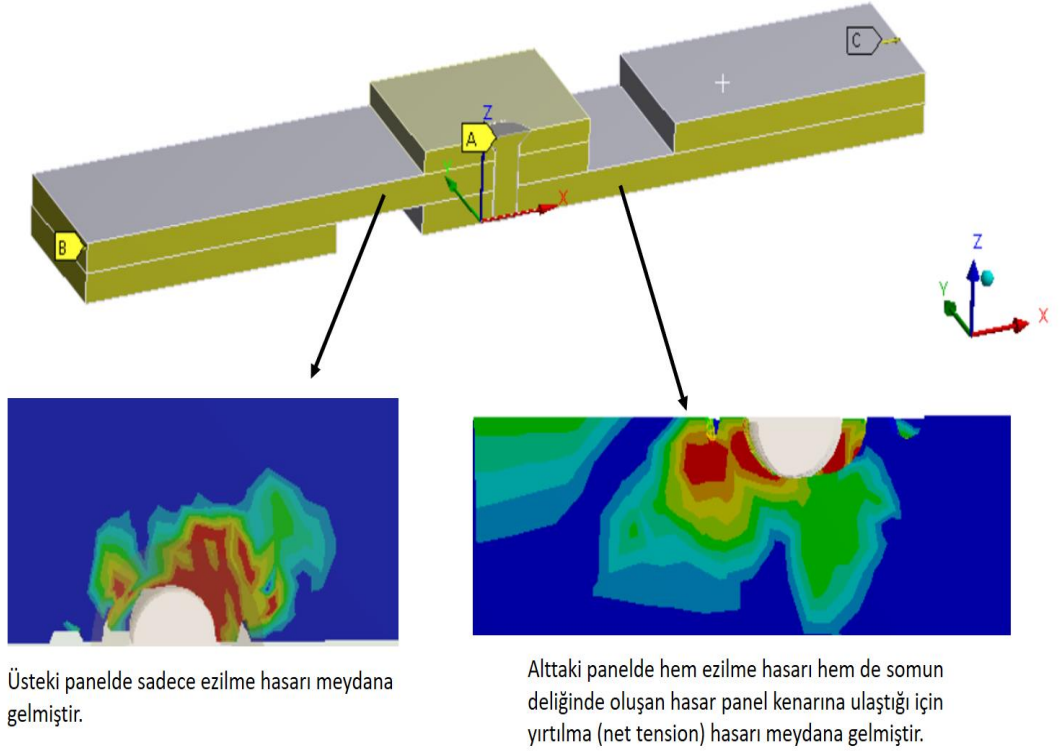 C
Z
A
Y
X
B
Z
Y
X
Üsteki panelde sadece ezilme hasarı meydana
gelmiştir.
Alttaki panelde hem ezilme hasarı hem de somun
deliğinde oluşan hasar panel kenarına ulaştığı için
yırtılma (net tension) hasarı meydana gelmiştir.